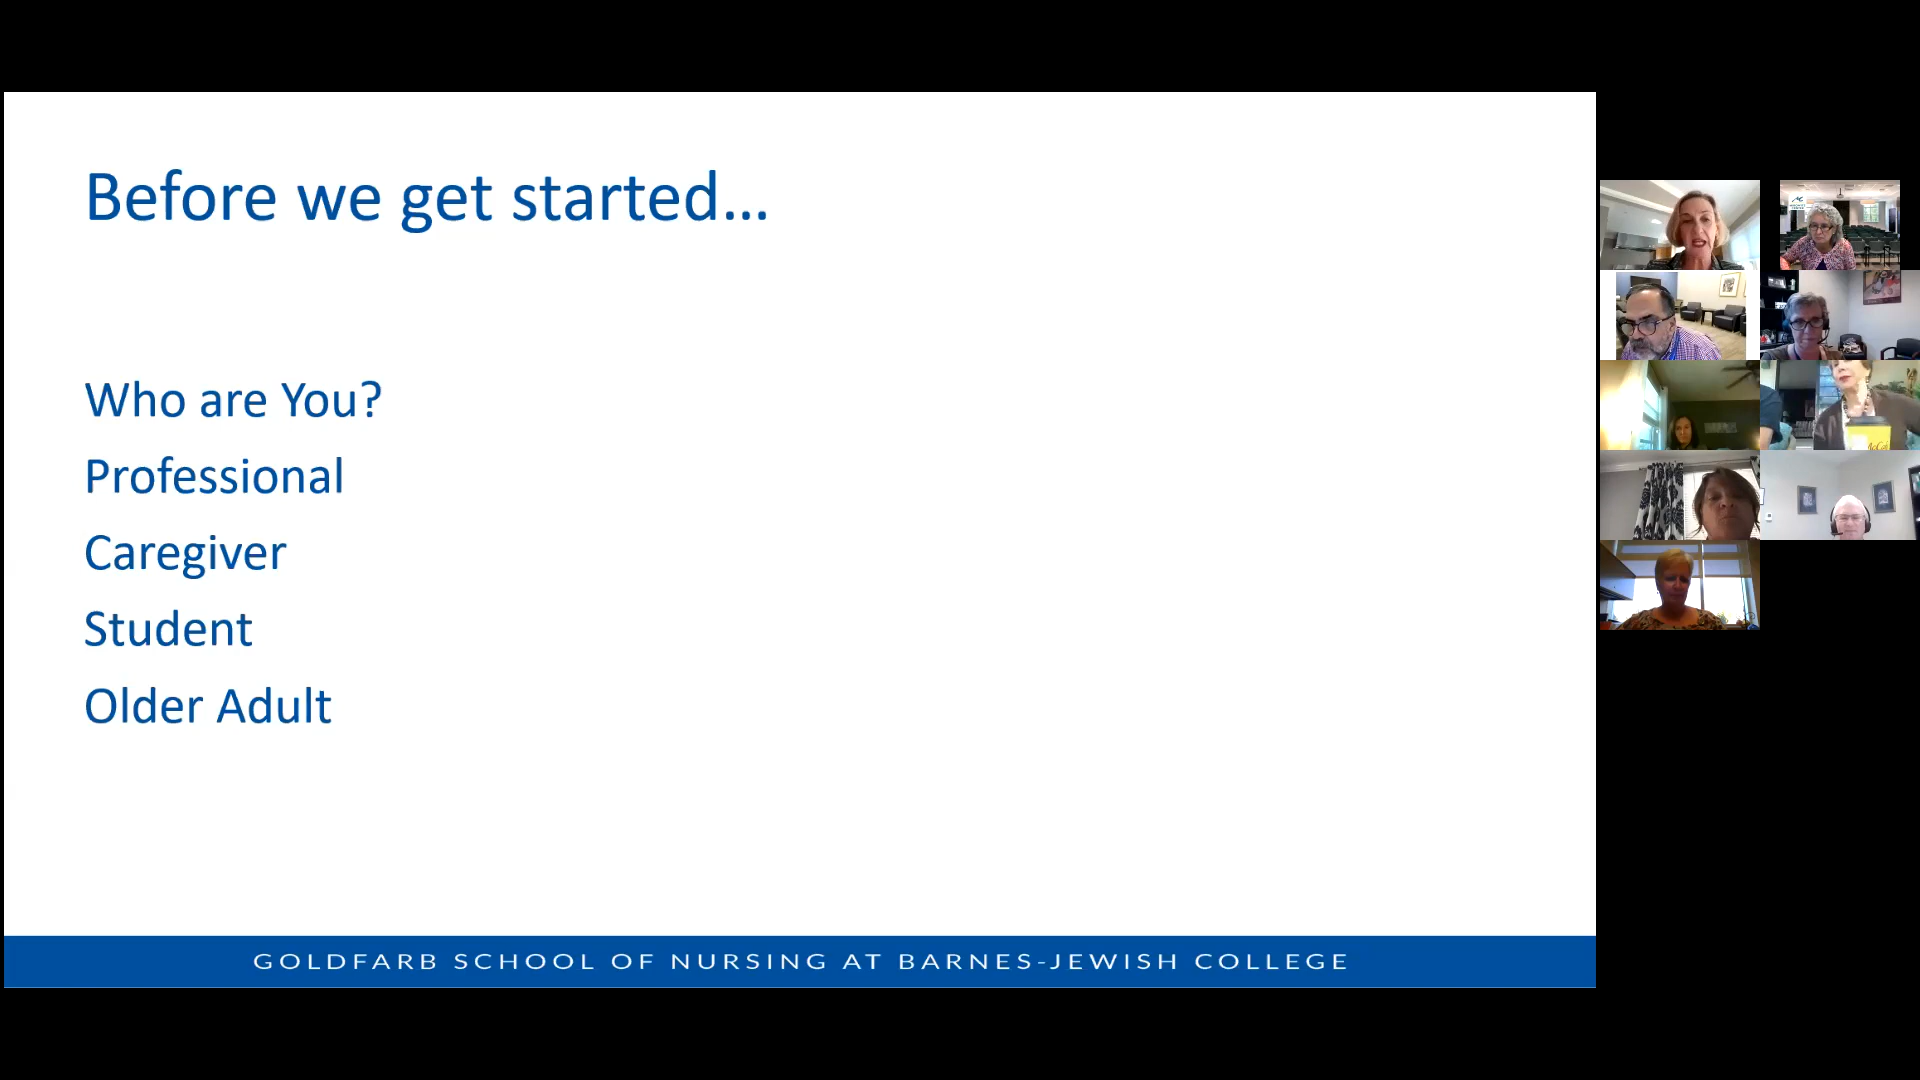 Before we get started...
Who are You?
Professional
Caregiver
Student
Older Adult
GOLDFARB SCHOOL OF NURSING AT BARNES-JEWISH COLLEGE